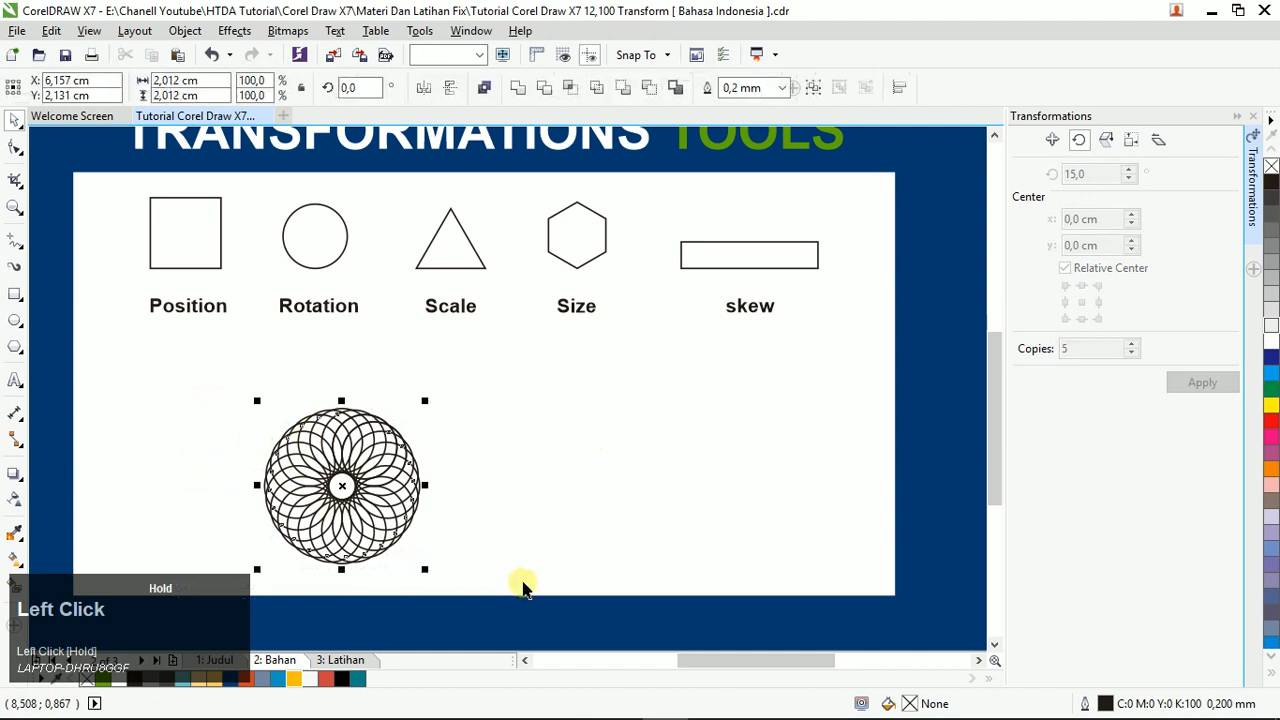 CorelDRAW X7 - E:\Chanell Youtube\HTDA Tutorial\Corel Draw X7\Materi Dan Latihan Fix\Tutorial Corel Draw X7 12,100 Transform [ Bahasa Indonesia ].cdr
File Edit View Layout Object Effects Bitmaps Text Table Tools Window Help
Snap To
X: 6,157 cm 2,012 cm 100,0 %
Y: 2,131 cm 2,012 cm 100,0 %
0,0 °
0,2 mm
Welcome Screen Tutorial Corel Draw X7...
Transformations
TRANSFORMATIONS TOOLS
15,0 °
Center
x: 0,0 cm
y: 0,0 cm
Relative Center
Copies: 5
Apply
Transformations
Position Rotation Scale Size skew
Hold
Left Click
Left Click [Hold]
LAPTOP-DHRU8GGF
1: Judul 2: Bahan 3: Latihan
( 8,508 ; 0,867 )
None
C:0 M:0 Y:0 K:100 0,200 mm